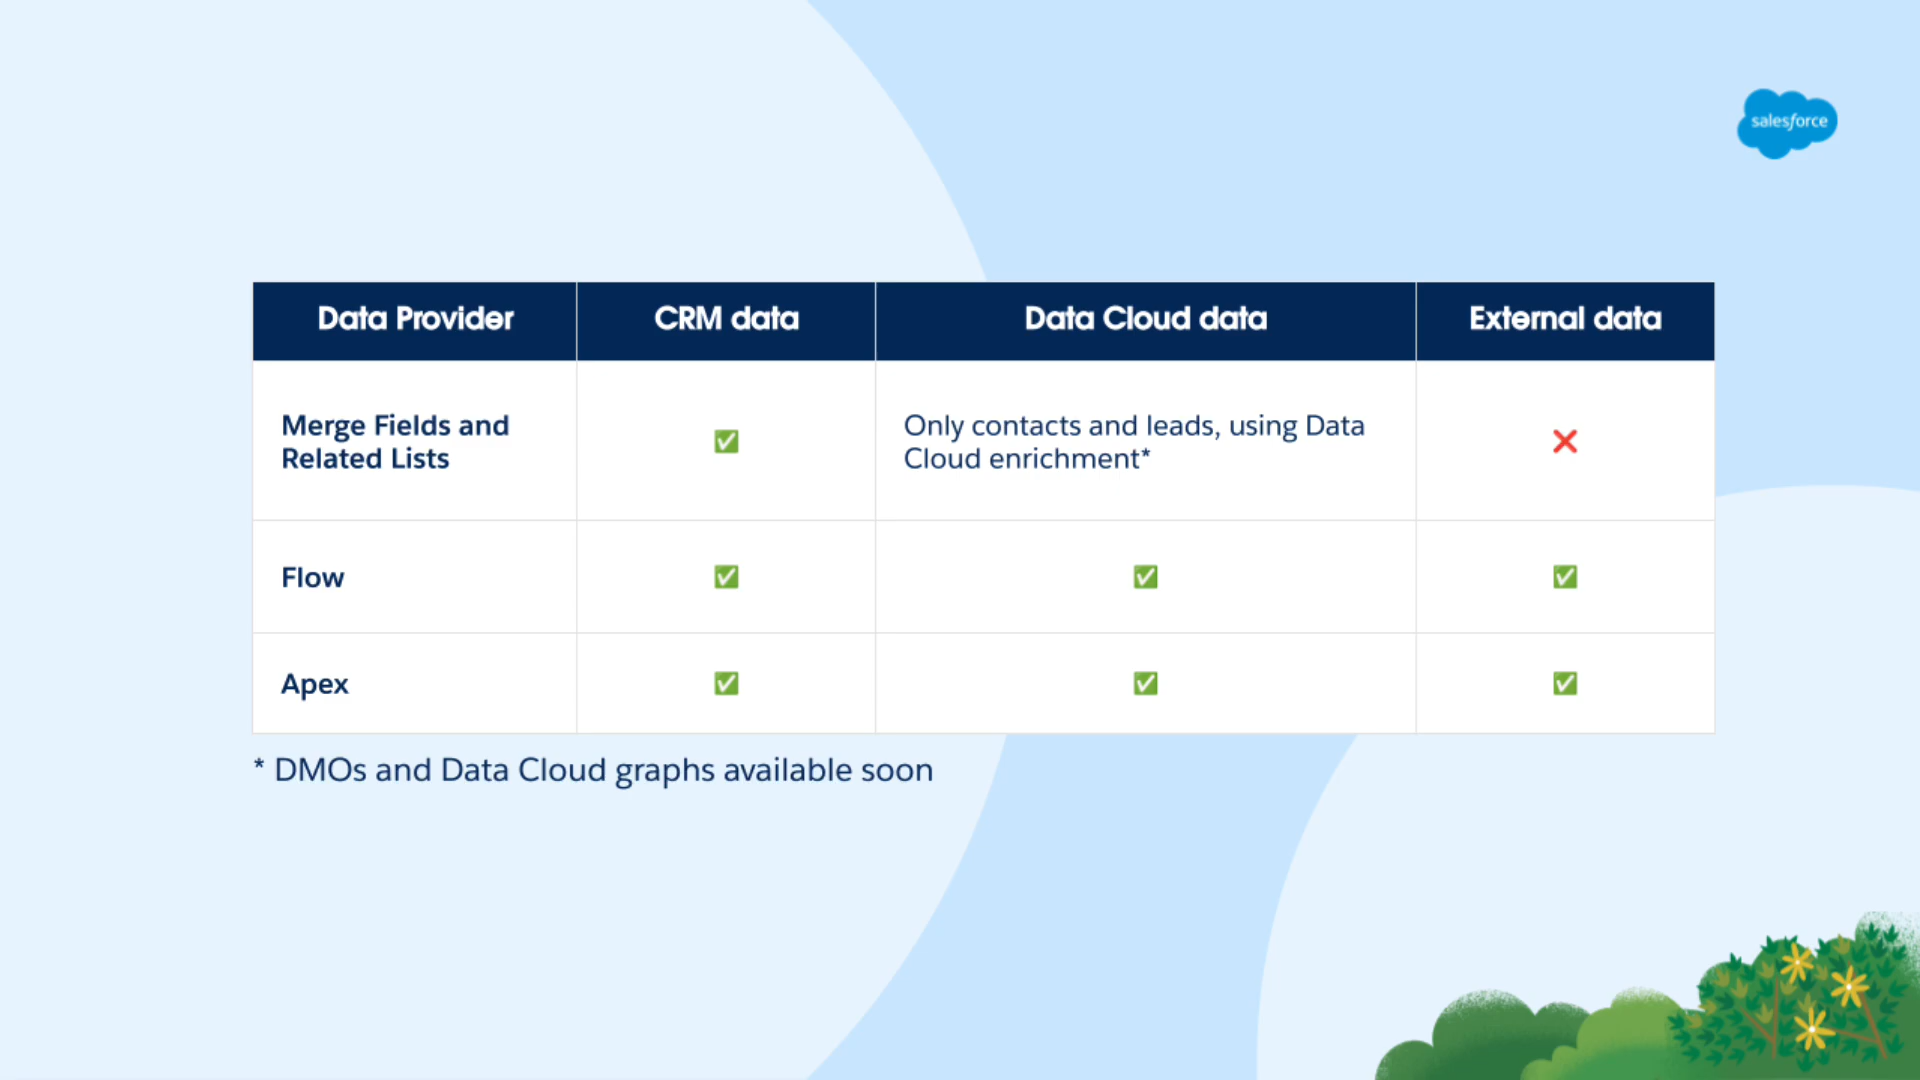 salesforce
Data Provider
CRM data
Data Cloud data
External data
Merge Fields and
Related Lists
✅
Only contacts and leads, using Data
Cloud enrichment*
❌
Flow
✅
✅
✅
Apex
✅
✅
✅
* DMOs and Data Cloud graphs available soon